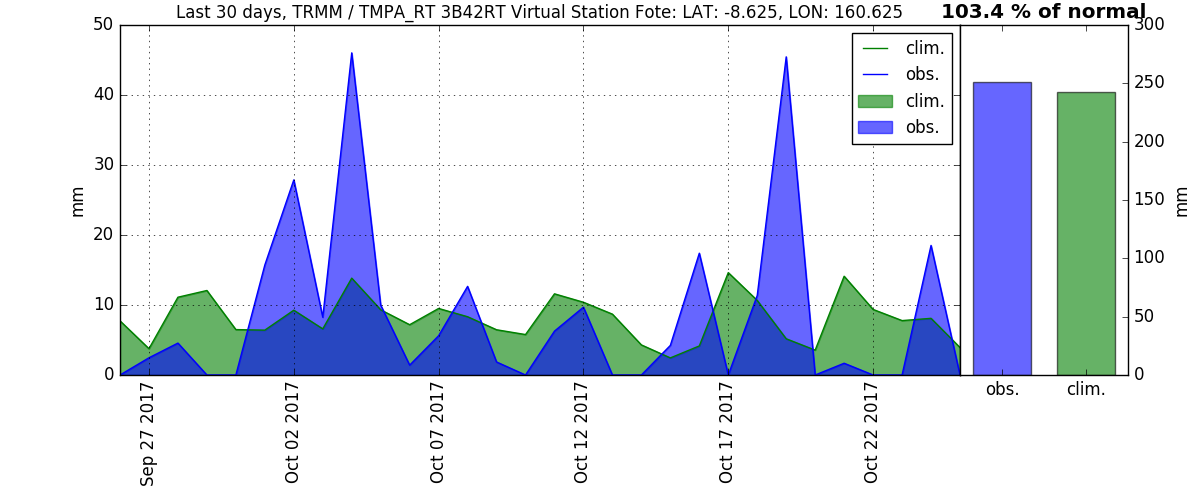 Last 30 days, TRMM / TMPA_RT 3B42RT Virtual Station Fote: LAT: -8.625, LON: 160.625
103.4 % of normal
50
40
30
20
10
0
mm
clim.
obs.
clim.
obs.
300
250
200
150
100
50
0
mm
obs.
clim.
Sep 27 2017
Oct 02 2017
Oct 07 2017
Oct 12 2017
Oct 17 2017
Oct 22 2017